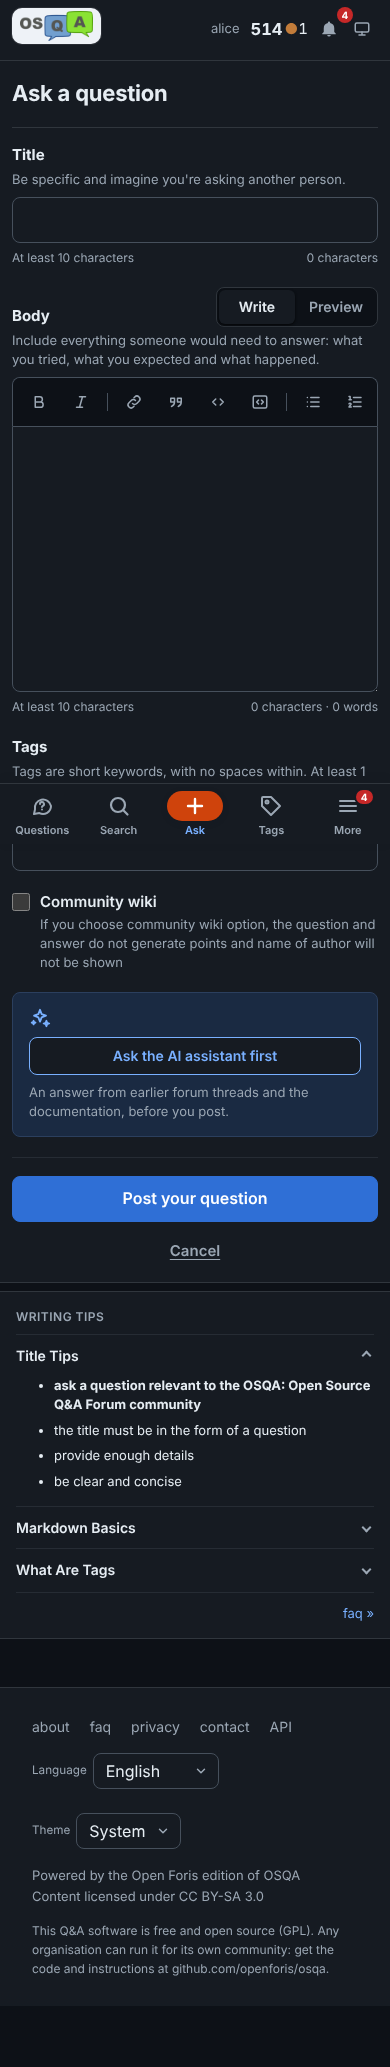 OS Q A
alice 514 1 4
Ask a question
Title
Be specific and imagine you're asking another person.
At least 10 characters 0 characters
Write Preview
Body
Include everything someone would need to answer: what
you tried, what you expected and what happened.
At least 10 characters 0 characters · 0 words
Tags
Tags are short keywords, with no spaces within. At least 1
4
Questions Search Ask Tags More
Community wiki
If you choose community wiki option, the question and
answer do not generate points and name of author will
not be shown
Ask the AI assistant first
An answer from earlier forum threads and the
documentation, before you post.
Post your question
Cancel
WRITING TIPS
Title Tips
• ask a question relevant to the OSQA: Open Source
Q&A Forum community
• the title must be in the form of a question
• provide enough details
• be clear and concise
Markdown Basics
What Are Tags
faq »
about faq privacy contact API
Language English
Theme System
Powered by the Open Foris edition of OSQA
Content licensed under CC BY-SA 3.0
This Q&A software is free and open source (GPL). Any
organisation can run it for its own community: get the
code and instructions at github.com/openforis/osqa.